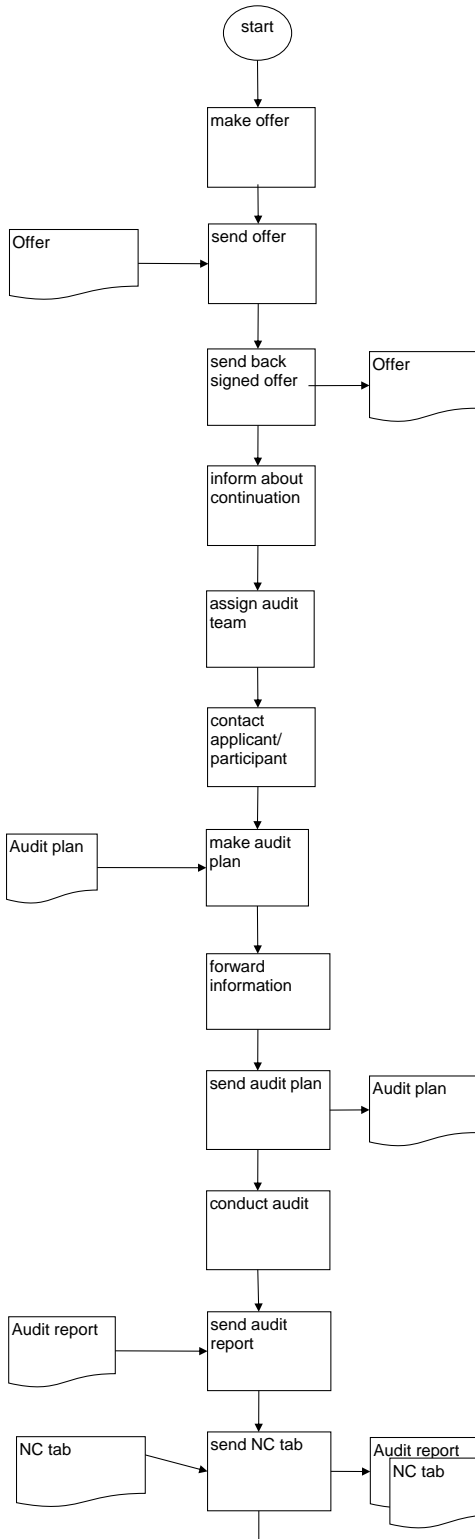 start
make offer
Offer
send offer
send back
signed offer
Offer
inform about
continuation
assign audit
team
contact
applicant/
participant
Audit plan
make audit
plan
forward
information
send audit plan
Audit plan
conduct audit
Audit report
send audit
report
NC tab
send NC tab
Audit report
NC tab